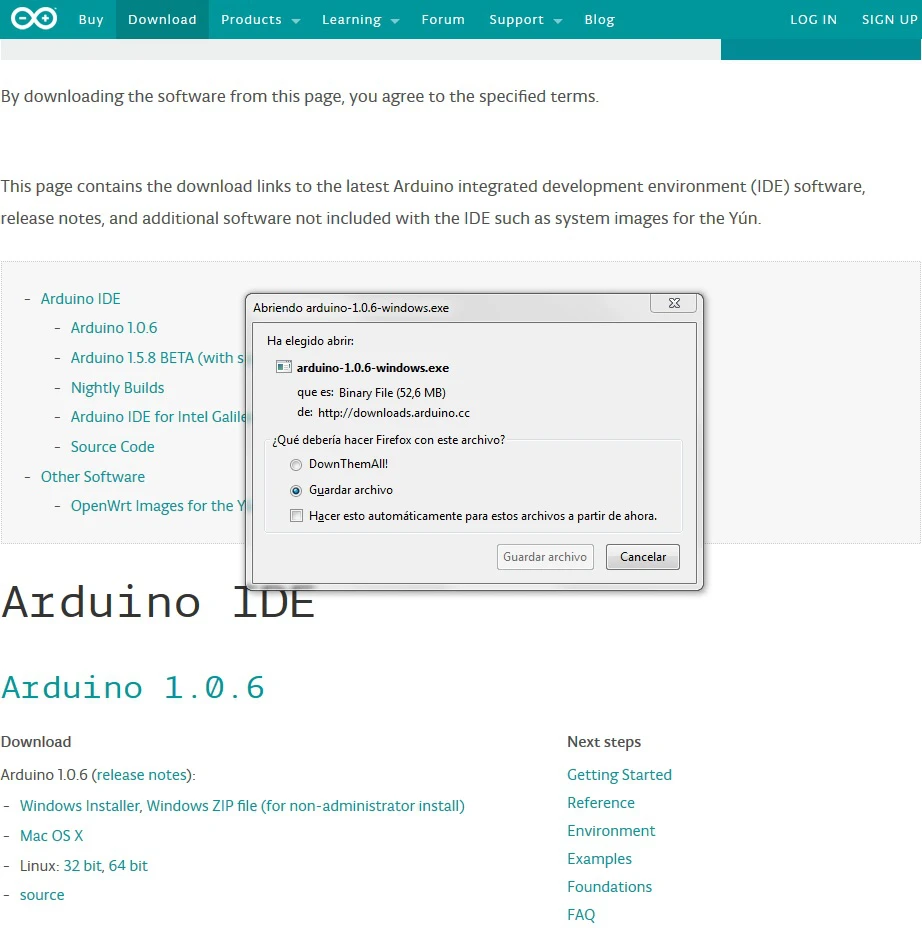 Buy Download Products Learning Forum Support Blog LOG IN SIGN UP
By downloading the software from this page, you agree to the specified terms.
This page contains the download links to the latest Arduino integrated development environment (IDE) software,
release notes, and additional software not included with the IDE such as system images for the Yún.
- Arduino IDE
- Arduino 1.0.6
- Arduino 1.5.8 BETA (with
- Nightly Builds
- Arduino IDE for Intel
- Source Code
- Other Software
- OpenWrt Images for the
Abriendo arduino-1.0.6-windows.exe
Ha elegido abrir:
arduino-1.0.6-windows.exe
que es: Binary File (52,6 MB)
de: http://downloads.arduino.cc
¿Qué debería hacer Firefox con este archivo?
DownThemAll!
Guardar archivo
Hacer esto automáticamente para estos archivos a partir de ahora.
Guardar archivo Cancelar
Arduino IDE
Arduino 1.0.6
Download
Arduino 1.0.6 (release notes):
- Windows Installer, Windows ZIP file (for non-administrator install)
- Mac OS X
- Linux: 32 bit, 64 bit
- source
Next steps
Getting Started
Reference
Environment
Examples
Foundations
FAQ